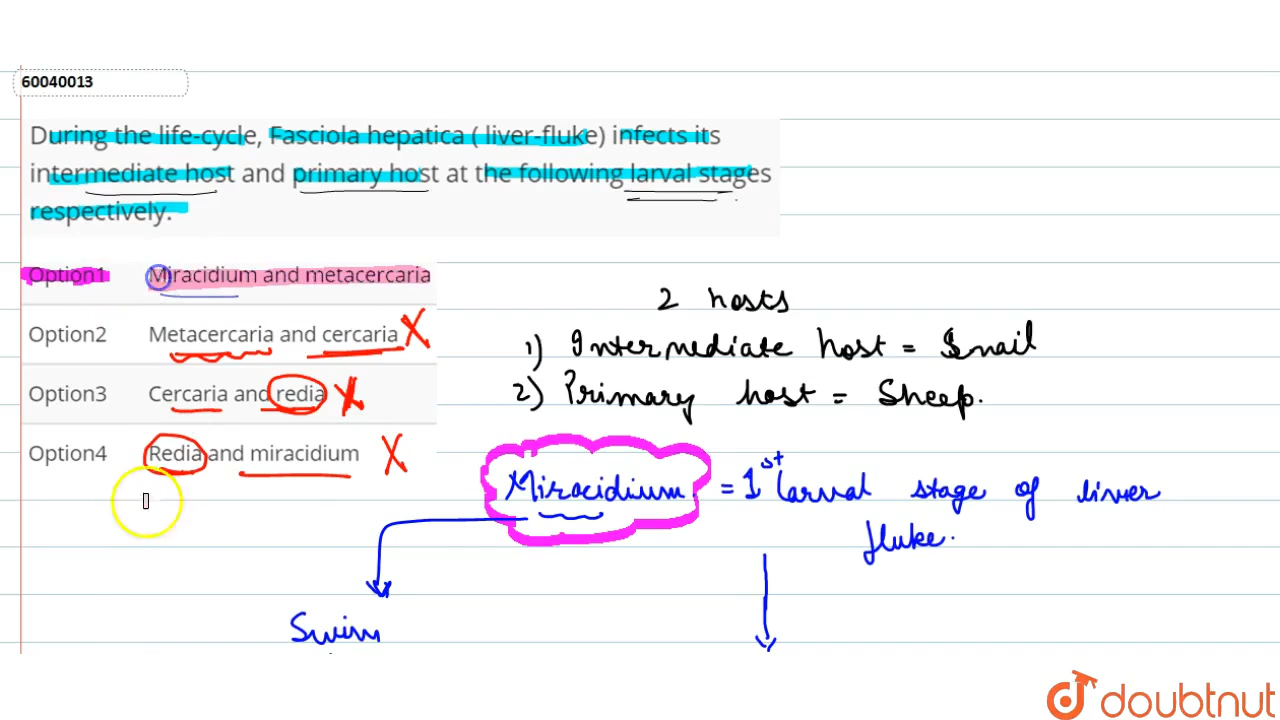 60040013
During the life-cycle, Fasciola hepatica ( liver-fluke) infects its
intermediate host and primary host at the following larval stages
respectively.
Option1 Miracidium and metacercaria
Option2 Metacercaria and cercaria X
Option3 Cercaria and redia X
Option4 Redia and miracidium X
2 hosts
1) Intermediate host = Snail
2) Primary host = Sheep.
Miracidium = 1st larval stage of liver
fluke.
Swim
doubtnut